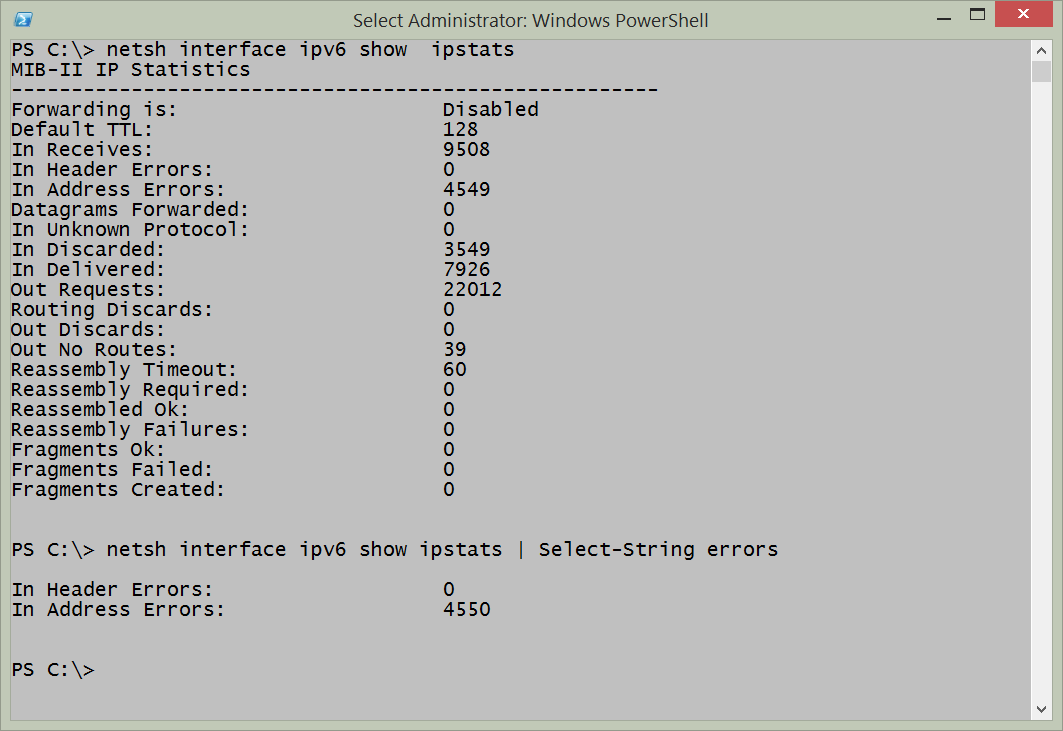 Select Administrator: Windows PowerShell
PS C:\> netsh interface ipv6 show  ipstats
MIB-II IP Statistics
------------------------------------------------------
Forwarding is:                      Disabled
Default TTL:                        128
In Receives:                        9508
In Header Errors:                   0
In Address Errors:                  4549
Datagrams Forwarded:                0
In Unknown Protocol:                0
In Discarded:                       3549
In Delivered:                       7926
Out Requests:                       22012
Routing Discards:                   0
Out Discards:                       0
Out No Routes:                      39
Reassembly Timeout:                 60
Reassembly Required:                0
Reassembled Ok:                     0
Reassembly Failures:                0
Fragments Ok:                       0
Fragments Failed:                   0
Fragments Created:                  0
PS C:\> netsh interface ipv6 show ipstats | Select-String errors
In Header Errors:                   0
In Address Errors:                  4550
PS C:\>